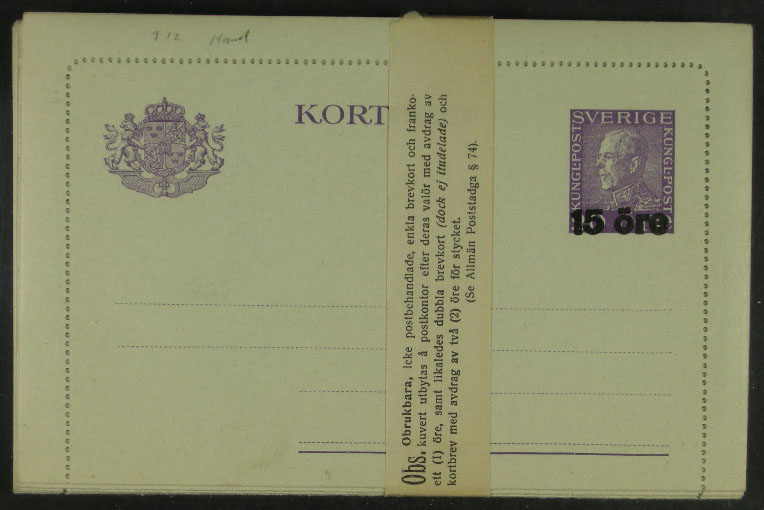 T 12 Hand
KORT
SVERIGE
KUNGL·POST
KUNGL·POST
15 öre
Obs. Obrukbara, icke postbehandlade, enkla brevkort och franko-
kuvert utbytas å postkontor efter deras valör med avdrag av
ett (1) öre, samt likaledes dubbla brevkort (dock ej itudelade) och
kortbrev med avdrag av två (2) öre för stycket.
(Se Allmän Poststadga § 74).